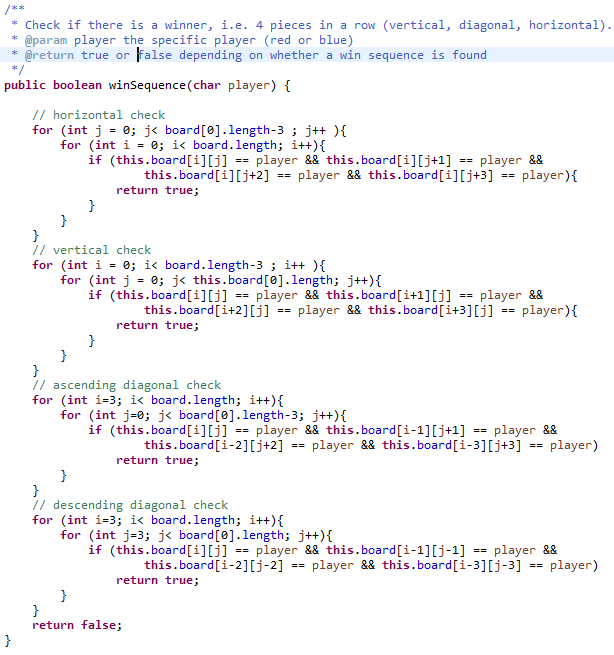 /**
 * Check if there is a winner, i.e. 4 pieces in a row (vertical, diagonal, horizontal).
 * @param player the specific player (red or blue)
 * @return true or false depending on whether a win sequence is found
 */
public boolean winSequence(char player) {

    // horizontal check
    for (int j = 0; j< board[0].length-3 ; j++ ){
        for (int i = 0; i< board.length; i++){
            if (this.board[i][j] == player && this.board[i][j+1] == player &&
                    this.board[i][j+2] == player && this.board[i][j+3] == player){
                return true;
            }
        }
    }
    // vertical check
    for (int i = 0; i< board.length-3 ; i++ ){
        for (int j = 0; j< this.board[0].length; j++){
            if (this.board[i][j] == player && this.board[i+1][j] == player &&
                    this.board[i+2][j] == player && this.board[i+3][j] == player){
                return true;
            }
        }
    }
    // ascending diagonal check
    for (int i=3; i< board.length; i++){
        for (int j=0; j< board[0].length-3; j++){
            if (this.board[i][j] == player && this.board[i-1][j+1] == player &&
                    this.board[i-2][j+2] == player && this.board[i-3][j+3] == player)
                return true;
        }
    }
    // descending diagonal check
    for (int i=3; i< board.length; i++){
        for (int j=3; j< board[0].length; j++){
            if (this.board[i][j] == player && this.board[i-1][j-1] == player &&
                    this.board[i-2][j-2] == player && this.board[i-3][j-3] == player)
                return true;
        }
    }
    return false;
}